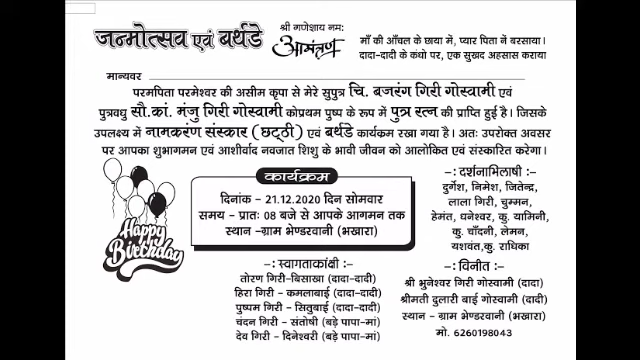 जन्मोत्सव एवं बर्थडे
श्री गणेशाय नमः
आमंत्रण
माँ की आँचल के छाया में, प्यार पिता नें बरसाया।
दादा-दादी के कंधो पर, एक सुखद अहसास कराया
मान्यवर
परमपिता परमेश्वर की असीम कृपा से मेरे सुपुत्र चि. बजरंग गिरी गोस्वामी एवं
पुत्रवधु सौ.कां. मंजु गिरी गोस्वामी कोप्रथम पुष्प के रूप में पुत्र रत्न की प्राप्ति हुई है। जिसके
उपलक्ष्य में नामकरण संस्कार (छट्ठी) एवं बर्थडे कार्यक्रम रखा गया है। अतः उपरोक्त अवसर
पर आपका शुभागमन एवं आशीर्वाद नवजात शिशु के भावी जीवन को आलोकित एवं संस्कारित करेगा।
कार्यक्रम
दिनांक - 21.12.2020 दिन सोमवार
समय - प्रातः 08 बजे से आपके आगमन तक
स्थान -ग्राम भेण्डरवानी (भखारा)
Happy
Birthday
-: स्वागताकांक्षी :-
तोरण गिरी-बिसाखा (दादा-दादी)
हिरा गिरी - कमलाबाई (दादा-दादी)
पुष्पम गिरी - सितुबाई (दादा-दादी)
चंदन गिरी - संतोषी (बड़े पापा-मां)
देव गिरी - दिनेश्वरी (बड़े पापा-मां)
-: दर्शनाभिलाषी :-
दुर्गेश, निमेश, जितेन्द्र,
लाला गिरी, चुम्मन,
हेमंत, घनेश्वर, कु. यामिनी,
कु. चाँदनी, लेमन,
यशवंत,कु. राधिका
-: विनीत :-
श्री भुनेश्वर गिरी गोस्वामी (दादा)
श्रीमती दुलारी बाई गोस्वामी (दादी)
स्थान - ग्राम भेण्डरवानी (भखारा)
मो. 6260198043